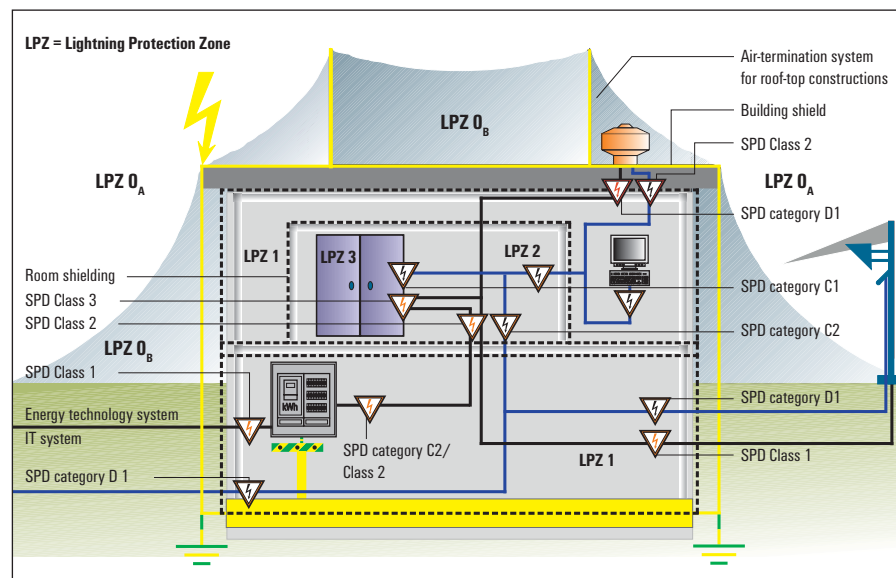 LPZ = Lightning Protection Zone
Air-termination system
for roof-top constructions
Building shield
SPD Class 2
LPZ 0B
LPZ 0A
LPZ 0A
SPD category D1
LPZ 1
LPZ 3
LPZ 2
Room shielding
SPD Class 3
SPD Class 2
SPD category C1
SPD category C2
LPZ 0B
SPD Class 1
kWh
SPD category D1
Energy technology system
IT system
SPD category C2/
Class 2
LPZ 1
SPD Class 1
SPD category D 1